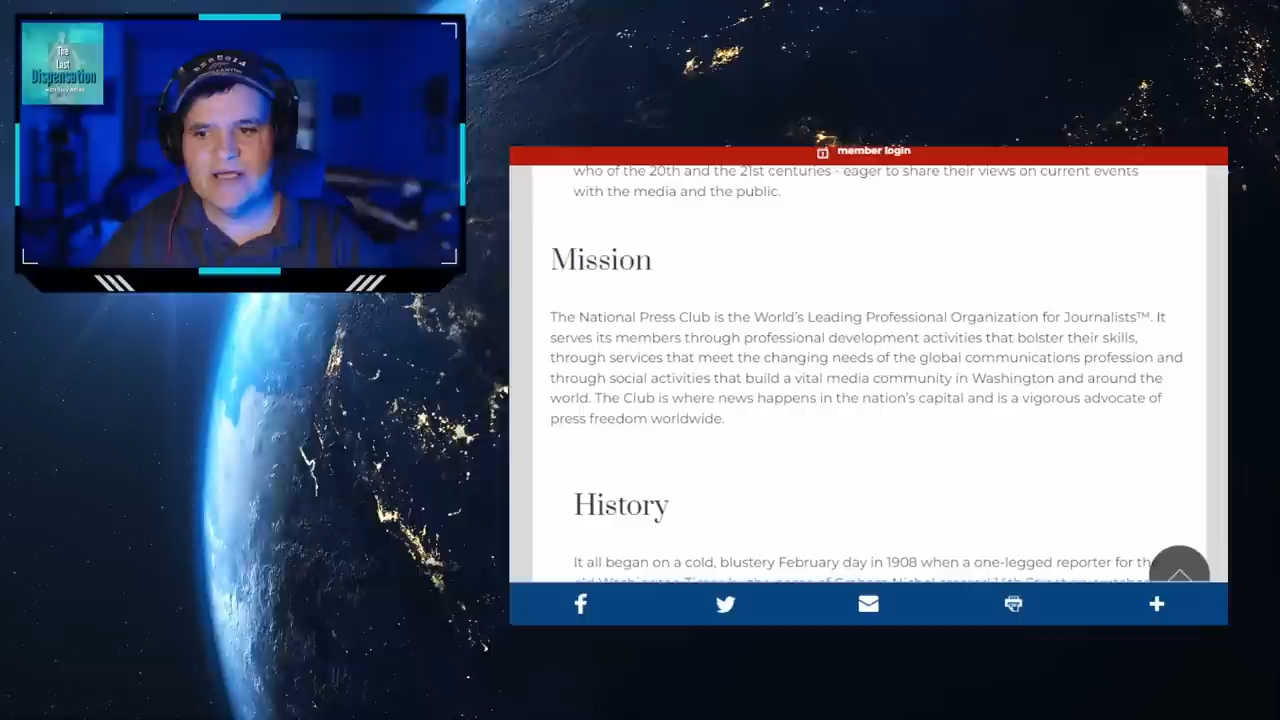 The
Last
Dispensation
member login
who of the 20th and the 21st centuries - eager to share their views on current events
with the media and the public.
Mission
The National Press Club is the World's Leading Professional Organization for Journalists™. It
serves its members through professional development activities that bolster their skills,
through services that meet the changing needs of the global communications profession and
through social activities that build a vital media community in Washington and around the
world. The Club is where news happens in the nation's capital and is a vigorous advocate of
press freedom worldwide.
History
It all began on a cold, blustery February day in 1908 when a one-legged reporter for the